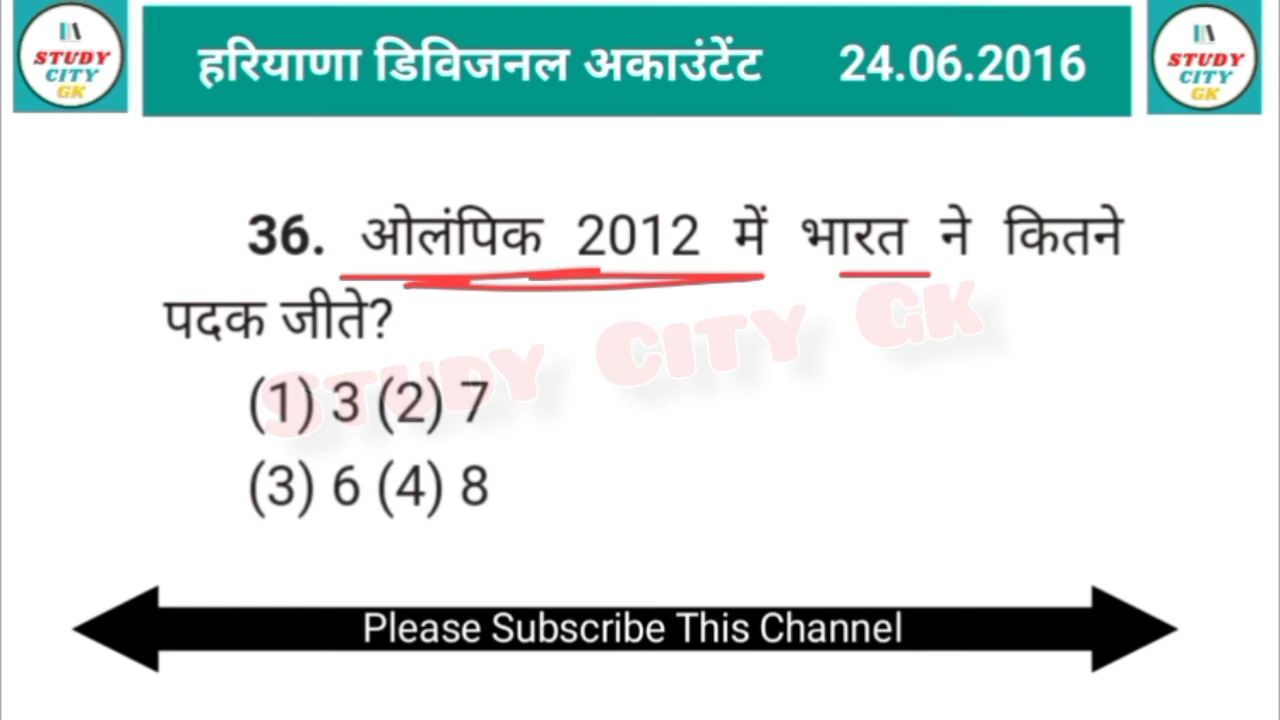 STUDY
CITY
GK
हरियाणा डिविजनल अकाउंटेंट 24.06.2016
STUDY
CITY
GK
36. ओलंपिक 2012 में भारत ने कितने
पदक जीते?
STUDY CITY GK
(1) 3 (2) 7
(3) 6 (4) 8
Please Subscribe This Channel